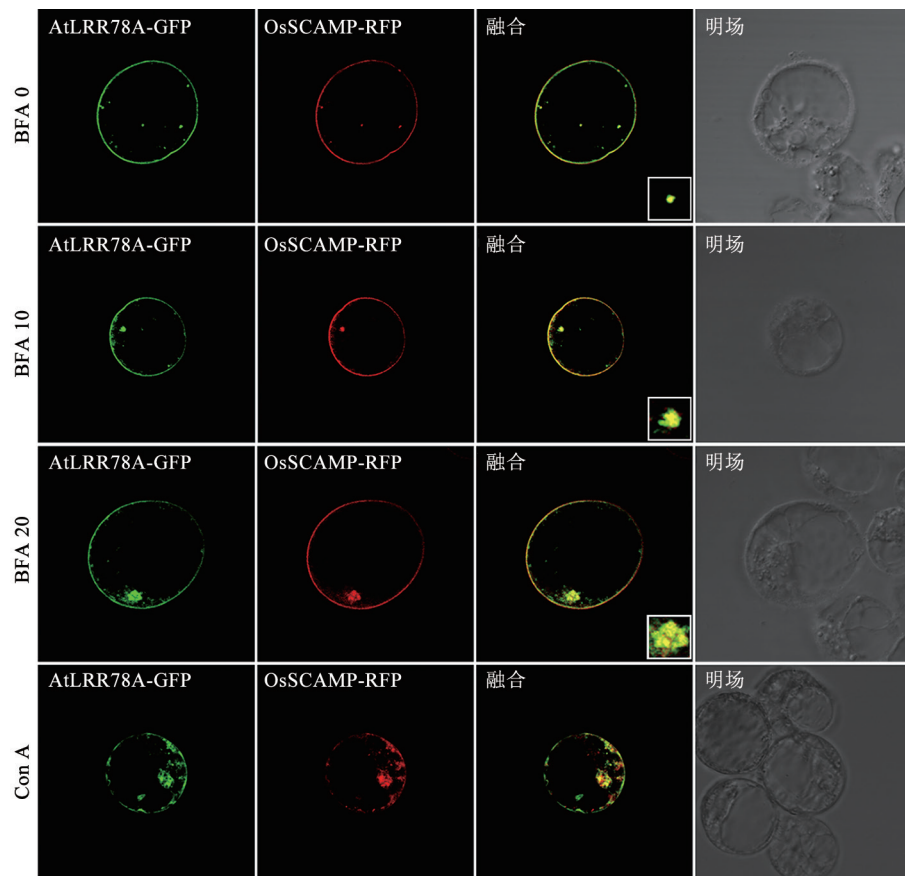 AtLRR78A-GFP OsSCAMP-RFP 融合 明场
BFA 0
AtLRR78A-GFP OsSCAMP-RFP 融合 明场
BFA 10
AtLRR78A-GFP OsSCAMP-RFP 融合 明场
BFA 20
AtLRR78A-GFP OsSCAMP-RFP 融合 明场
Con A